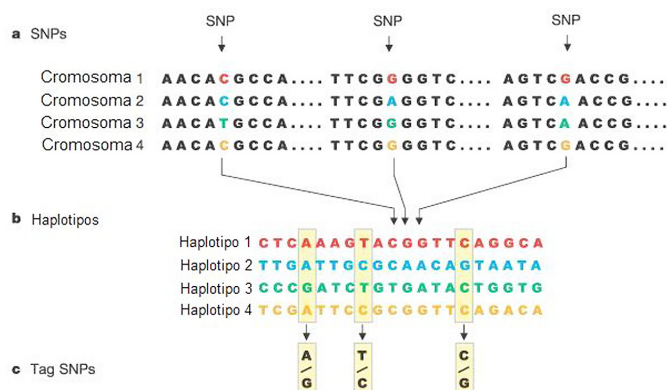 SNP SNP SNP
a SNPs
Cromosoma 1 AACACGCCA.... TTCGGGGTC.... AGTCGACCG....
Cromosoma 2 AACACGCCA.... TTCGAGGTC.... AGTCAACCG....
Cromosoma 3 AACATGCCA.... TTCGGGGTC.... AGTCAACCG....
Cromosoma 4 AACACGCCA.... TTCGGGGTC.... AGTCGACCG....
b Haplotipos
Haplotipo 1 CTCAAAGTACGGTTCAGGCA
Haplotipo 2 TTGATTGCGCAACAGTAATA
Haplotipo 3 CCCGATCTGTGATACTGGTG
Haplotipo 4 TCGATTCCGCGGTTCAGACA
c Tag SNPs A/G T/C C/G